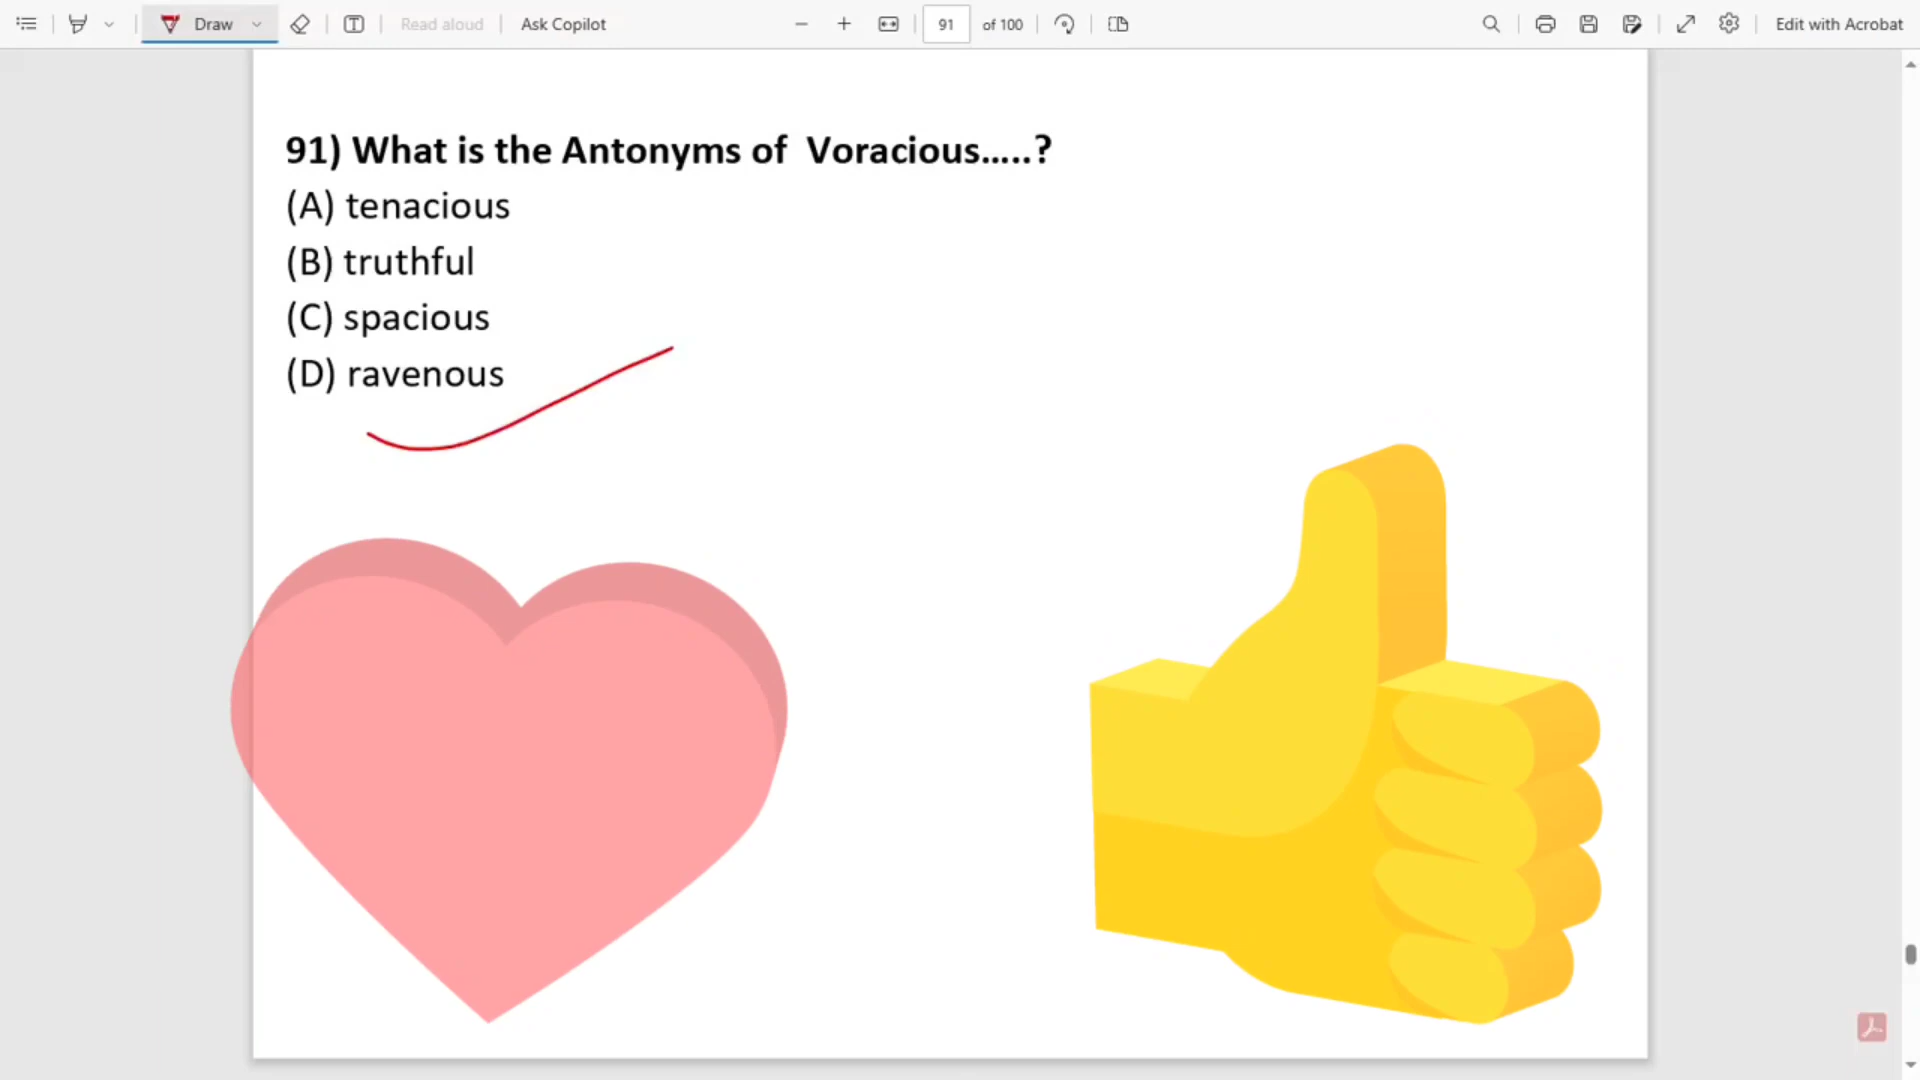 Draw
Read aloud
Ask Copilot
91
of 100
Edit with Acrobat
91) What is the Antonyms of  Voracious.....?
(A) tenacious
(B) truthful
(C) spacious
(D) ravenous